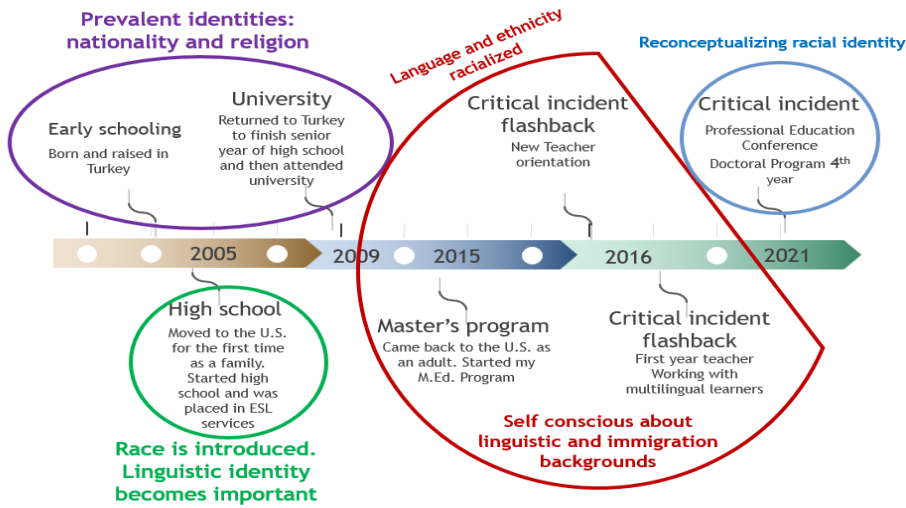 Prevalent identities:
nationality and religion
Early schooling
Born and raised in
Turkey
University
Returned to Turkey
to finish senior
year of high school
and then attended
university
Language and ethnicity
racialized
Critical incident
flashback
New Teacher
orientation
Reconceptualizing racial identity
Critical incident
Professional Education
Conference
Doctoral Program 4th
year
2005
2009
2015
2016
2021
High school
Moved to the U.S.
for the first time
as a family.
Started high
school and was
placed in ESL
services
Race is introduced.
Linguistic identity
becomes important
Master's program
Came back to the U.S. as
an adult. Started my
M.Ed. Program
Critical incident
flashback
First year teacher
Working with
multilingual learners
Self conscious about
linguistic and immigration
backgrounds